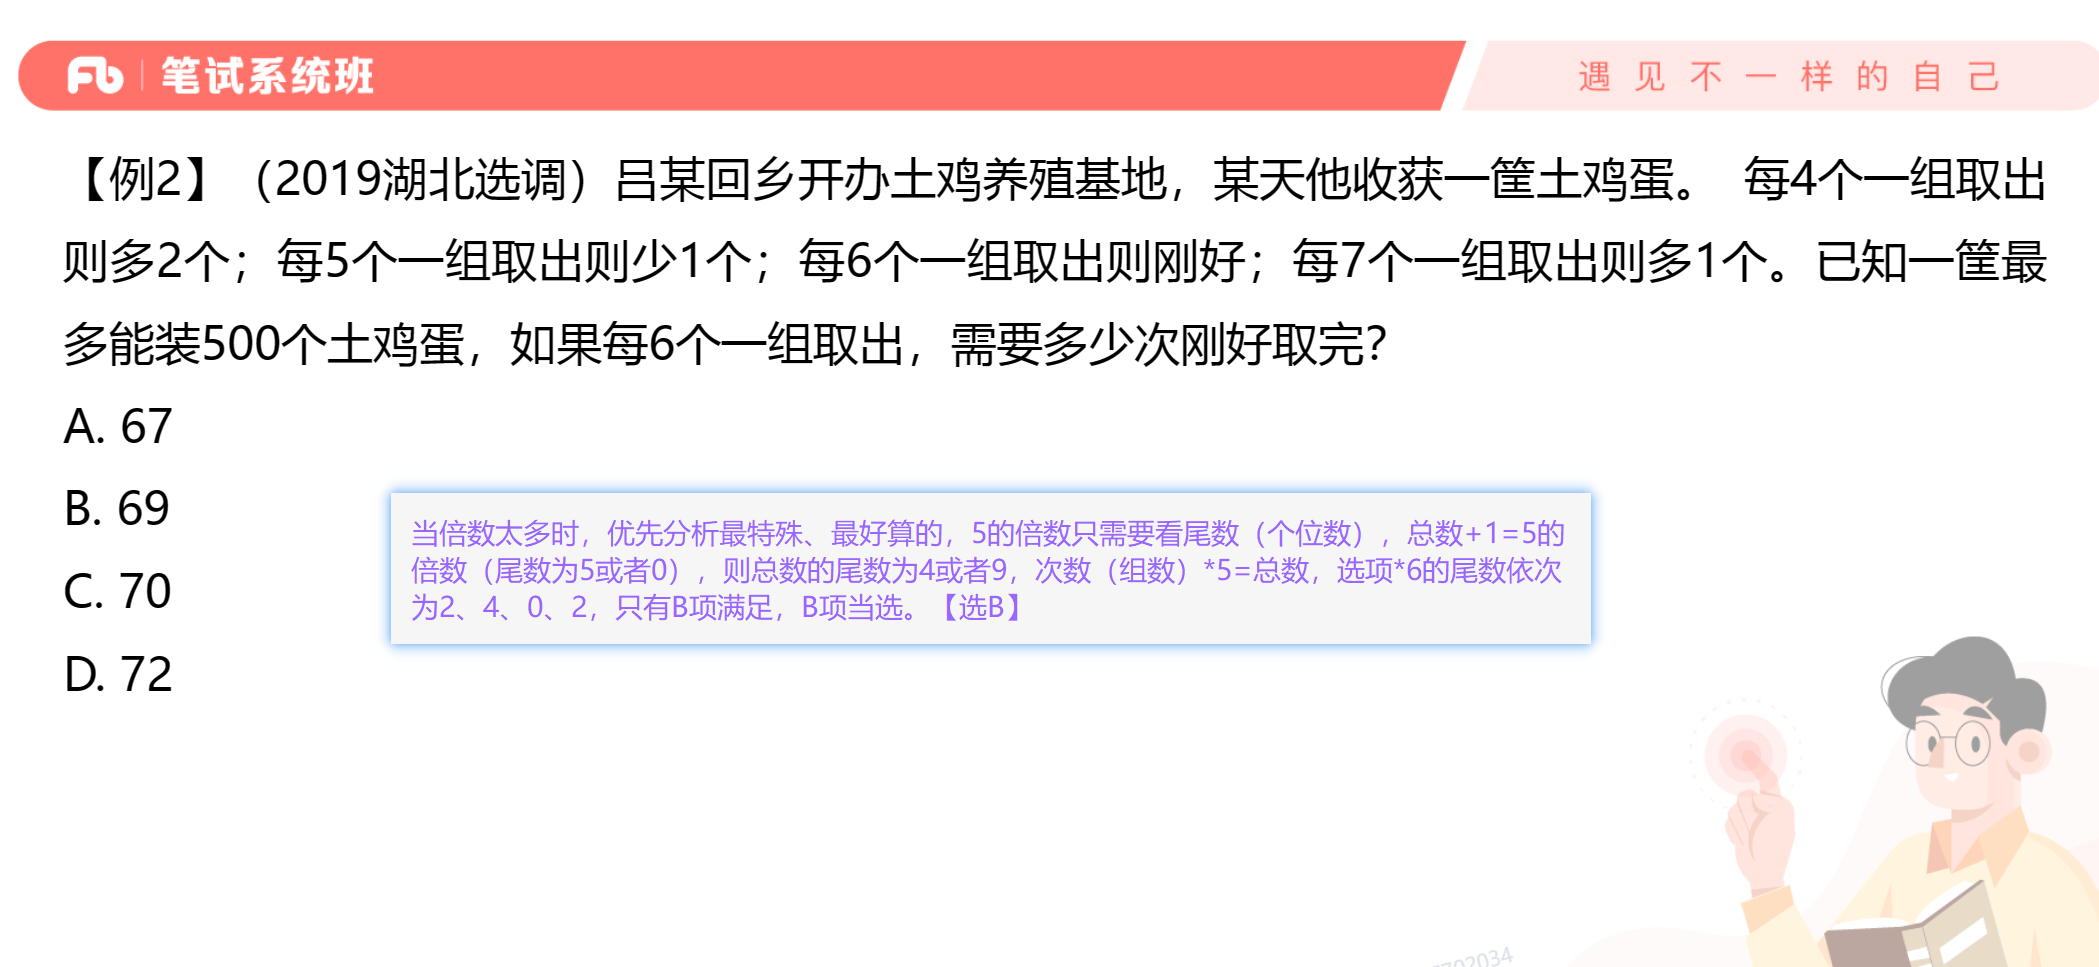 Fb 笔试系统班
遇见不一样的自己
【例2】（2019湖北选调）吕某回乡开办土鸡养殖基地，某天他收获一筐土鸡蛋。 每4个一组取出
则多2个；每5个一组取出则少1个；每6个一组取出则刚好；每7个一组取出则多1个。已知一筐最
多能装500个土鸡蛋，如果每6个一组取出，需要多少次刚好取完？
A. 67
B. 69
C. 70
D. 72
当倍数太多时，优先分析最特殊、最好算的，5的倍数只需要看尾数（个位数），总数+1=5的
倍数（尾数为5或者0），则总数的尾数为4或者9，次数（组数）*5=总数，选项*6的尾数依次
为2、4、0、2，只有B项满足，B项当选。【选B】